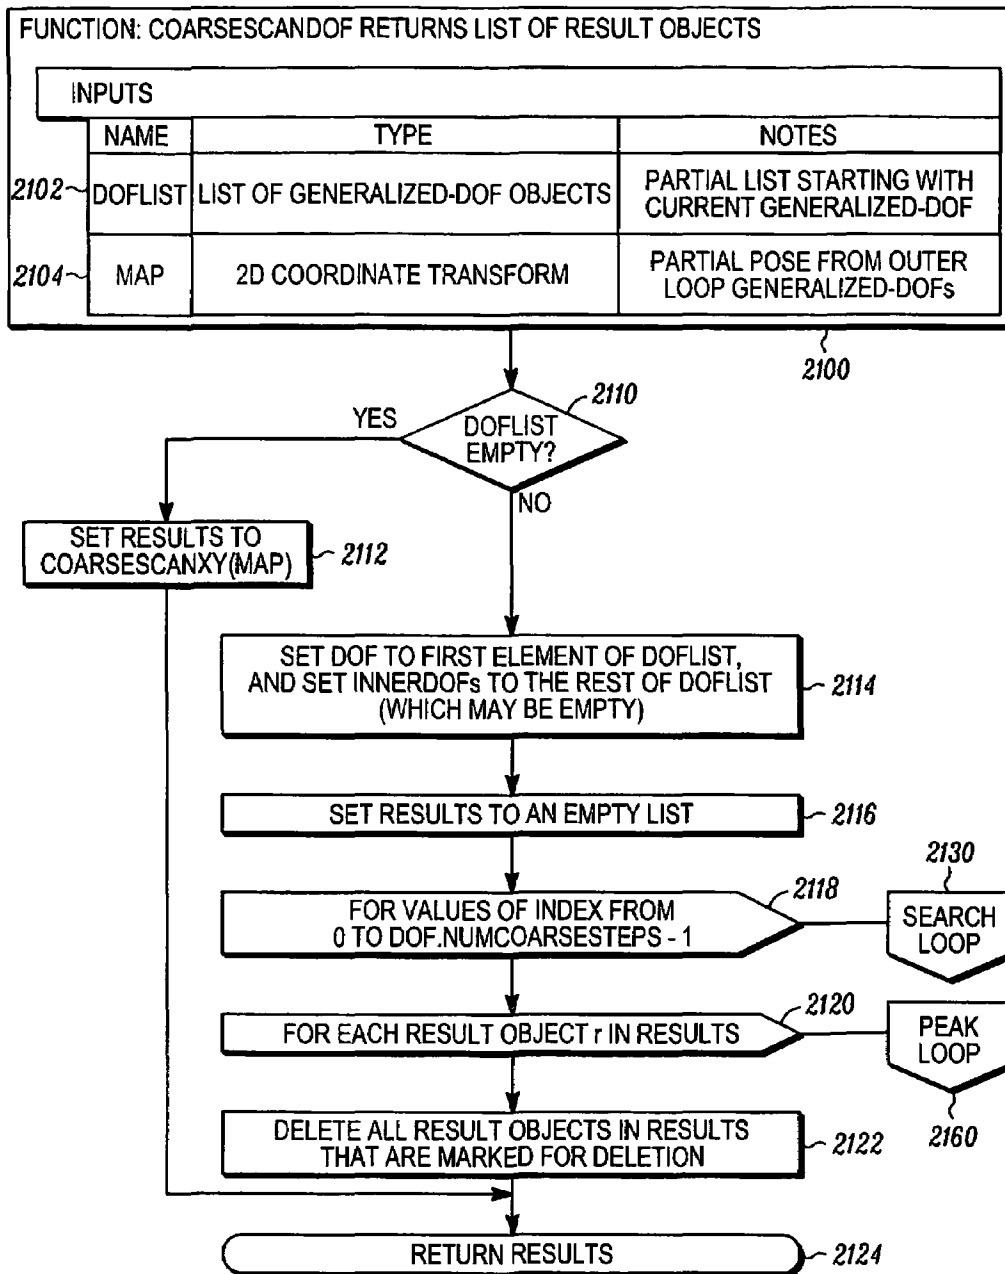 FUNCTION: COARSESCANDOF RETURNS LIST OF RESULT OBJECTS
INPUTS
NAME TYPE NOTES
2102 DOFLIST LIST OF GENERALIZED-DOF OBJECTS PARTIAL LIST STARTING WITH
CURRENT GENERALIZED-DOF
2104 MAP 2D COORDINATE TRANSFORM PARTIAL POSE FROM OUTER
LOOP GENERALIZED-DOFs
2100
2110
YES
DOFLIST
EMPTY?
NO
SET RESULTS TO
COARSESCANXY(MAP)
2112
SET DOF TO FIRST ELEMENT OF DOFLIST,
AND SET INNERDOFs TO THE REST OF DOFLIST
(WHICH MAY BE EMPTY)
2114
SET RESULTS TO AN EMPTY LIST
2116
2130
2118
FOR VALUES OF INDEX FROM
0 TO DOF.NUMCOARSESTEPS - 1
SEARCH
LOOP
2120
FOR EACH RESULT OBJECT r IN RESULTS
PEAK
LOOP
2160
DELETE ALL RESULT OBJECTS IN RESULTS
THAT ARE MARKED FOR DELETION
2122
RETURN RESULTS
2124